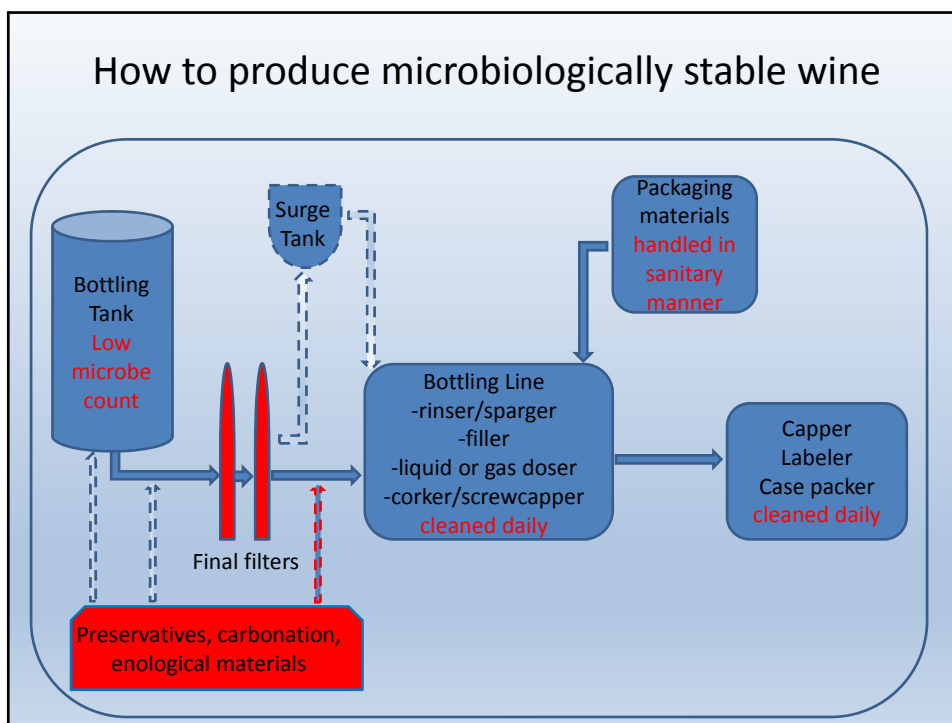 How to produce microbiologically stable wine
Surge
Tank
Packaging
materials
handled in
sanitary
manner
Bottling
Tank
Low
microbe
count
Bottling Line
-rinser/sparger
-filler
-liquid or gas doser
-corker/screwcapper
cleaned daily
Capper
Labeler
Case packer
cleaned daily
Final filters
Preservatives, carbonation,
enological materials